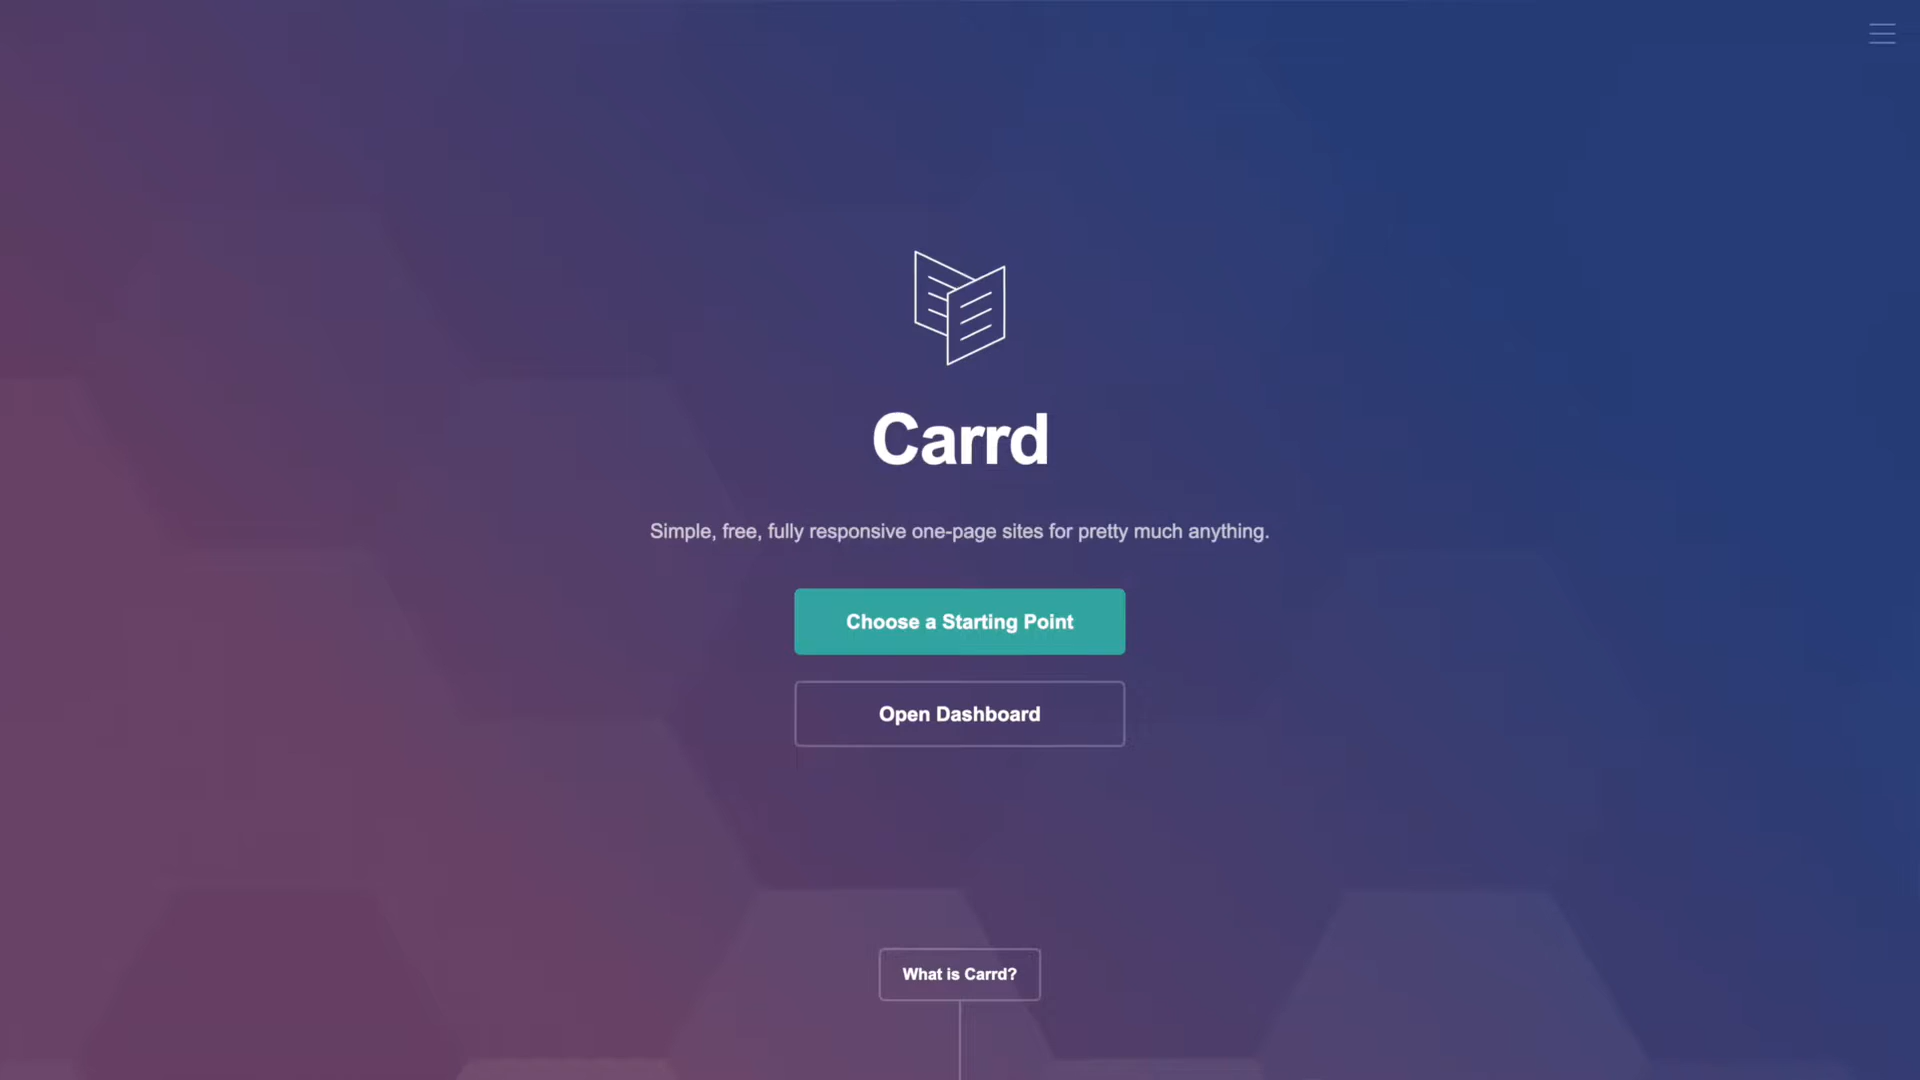 Carrd
Simple, free, fully responsive one-page sites for pretty much anything.
Choose a Starting Point
Open Dashboard
What is Carrd?